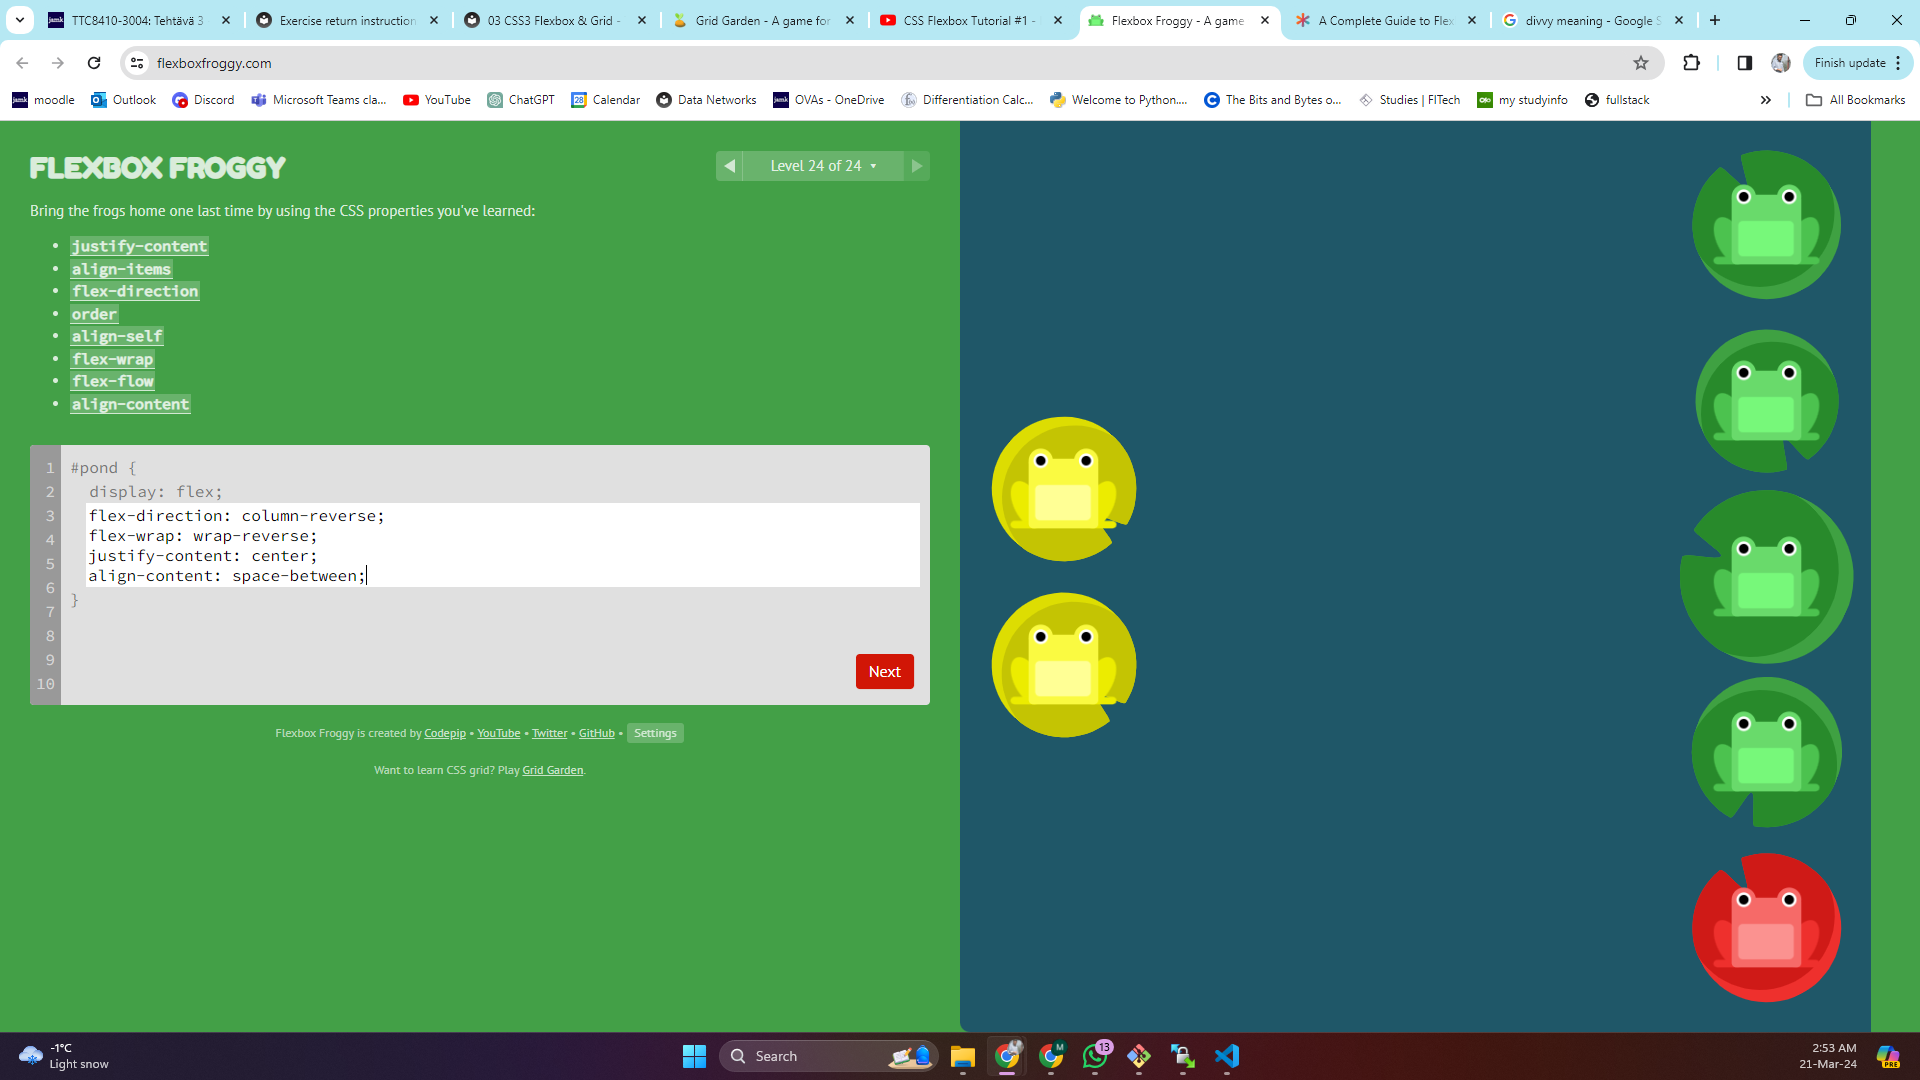 TTC8410-3004: Tehtävä 3
Exercise return instruction
03 CSS3 Flexbox & Grid -
Grid Garden - A game for
CSS Flexbox Tutorial #1 -
Flexbox Froggy - A game
A Complete Guide to Flex
divvy meaning - Google S
flexboxfroggy.com
Finish update
moodle
Outlook
Discord
Microsoft Teams cla...
YouTube
ChatGPT
Calendar
Data Networks
OVAs - OneDrive
Differentiation Calc...
Welcome to Python....
The Bits and Bytes o...
Studies | FITech
my studyinfo
fullstack
All Bookmarks
FLEXBOX FROGGY
Level 24 of 24
Bring the frogs home one last time by using the CSS properties you've learned:
• justify-content
• align-items
• flex-direction
• order
• align-self
• flex-wrap
• flex-flow
• align-content
1 #pond {
2 display: flex;
3 flex-direction: column-reverse;
4 flex-wrap: wrap-reverse;
5 justify-content: center;
6 align-content: space-between;
7 }
8
9
10
Next
Flexbox Froggy is created by Codepip • YouTube • Twitter • GitHub • Settings
Want to learn CSS grid? Play Grid Garden.
-1°C
Light snow
Search
M
13
2:53 AM
21-Mar-24
PRE